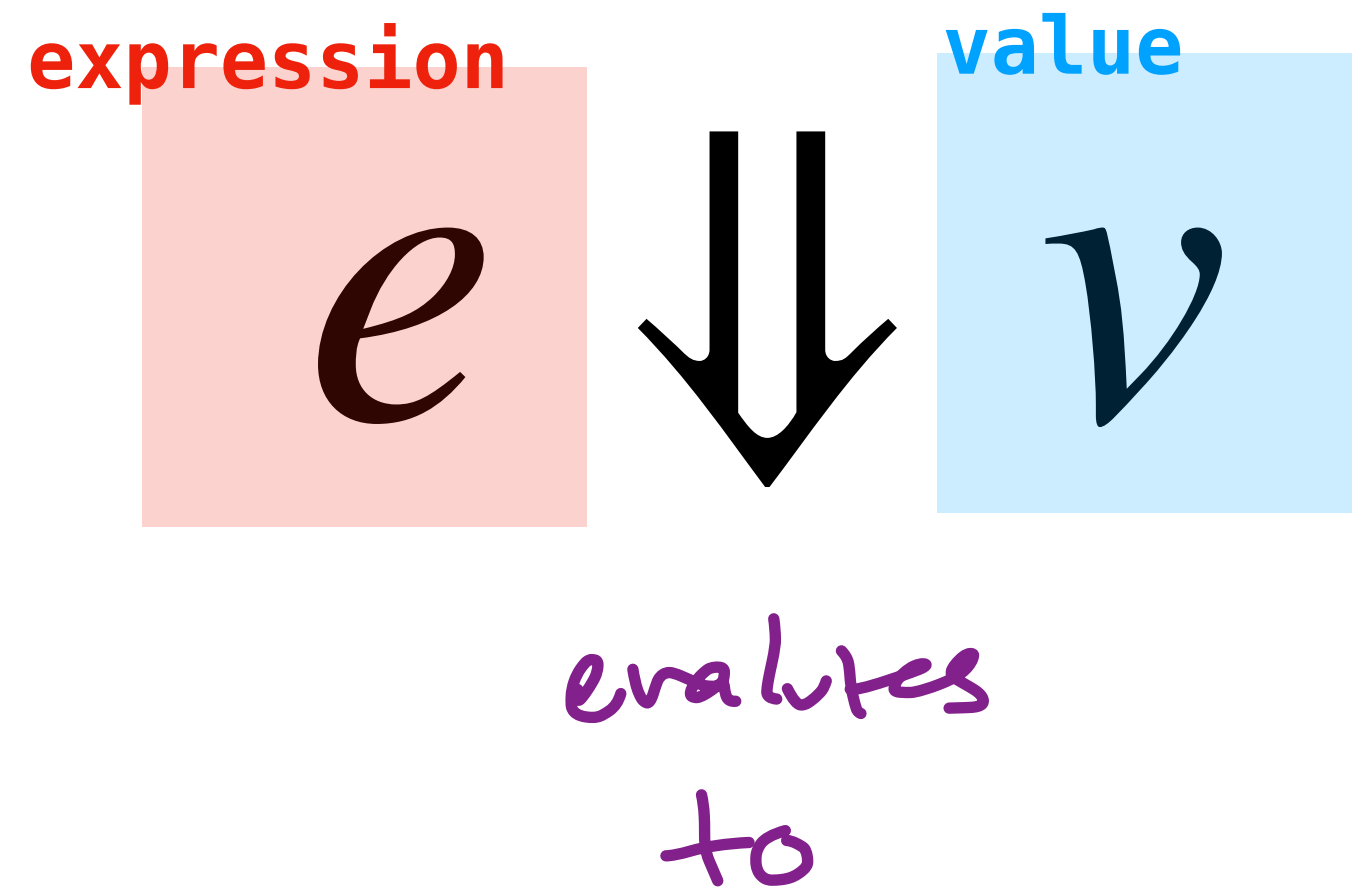 expression value
e ⇓ v
evalutes
to